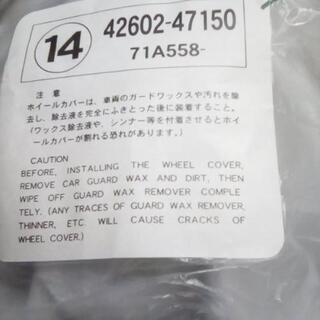 14
42602-47150
71A558-
注意
ホイールカバーは、車両のガードワックスや汚れを除
去し、除去液を完全にふきとった後に装着すること。
(ワックス除去液や、シンナー等を付着させるとホイ
ールカバーが割れる恐れがあります。)
CAUTION
BEFORE, INSTALLING THE WHEEL COVER,
REMOVE CAR GUARD WAX AND DIRT, THEN
WIPE OFF GUARD WAX REMOVER COMPLE
TELY. (ANY TRACES OF GUARD WAX REMOVER,
THINNER, ETC. WILL CAUSE CRACKS OF
WHEEL COVER.)